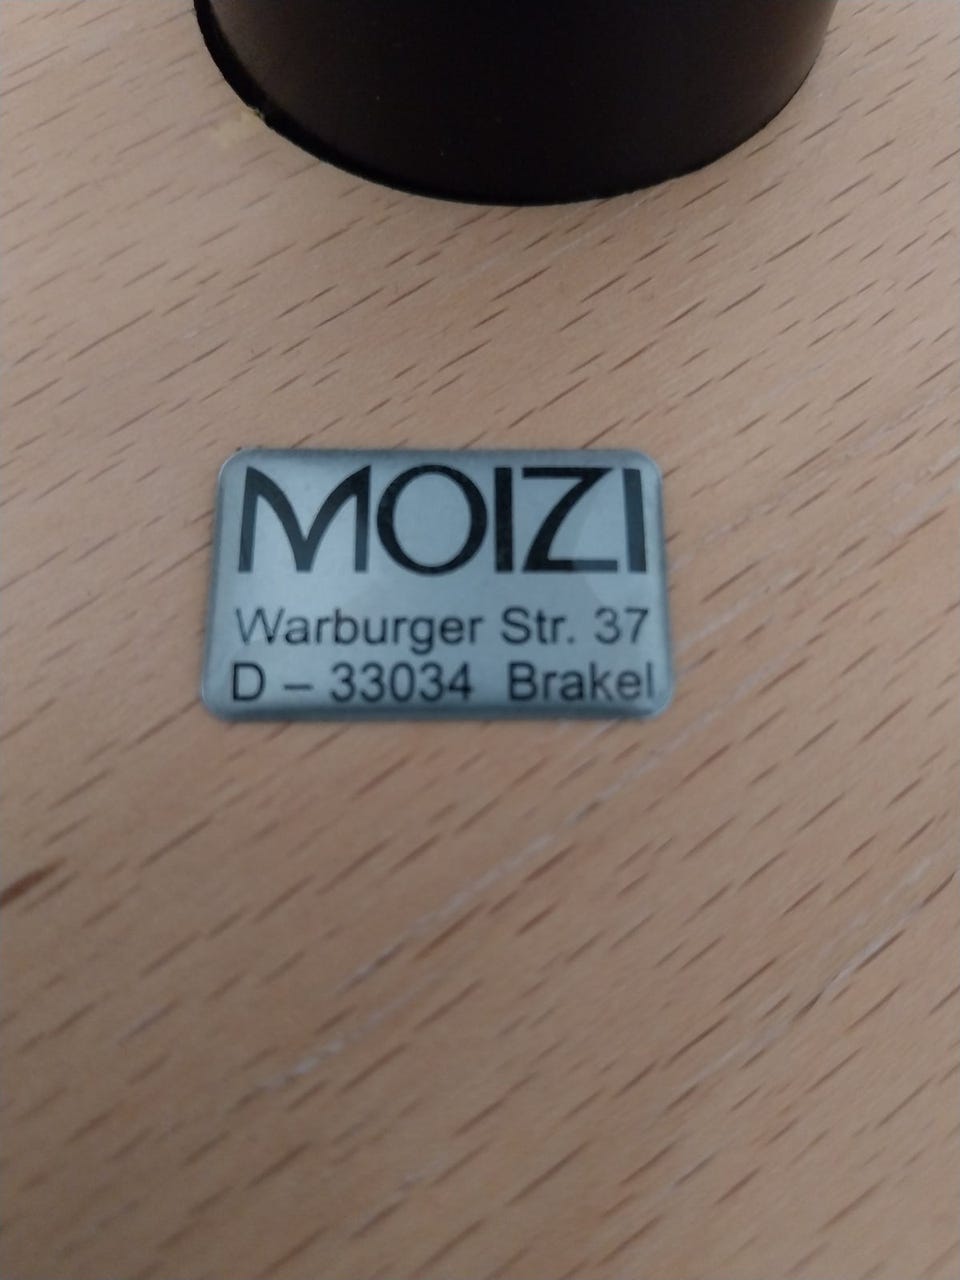 MOIZI
Warburger Str. 37
D – 33034 Brakel